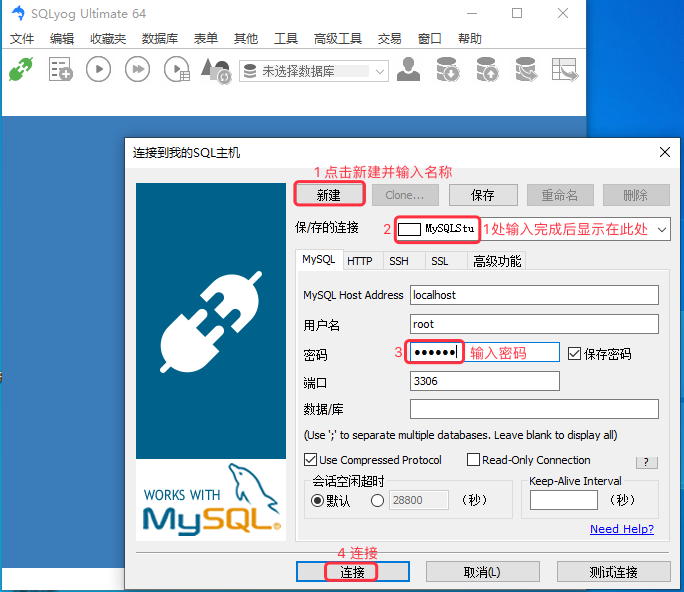 SQLyog Ultimate 64
文件 编辑 收藏夹 数据库 表单 其他 工具 高级工具 交易 窗口 帮助
未选择数据库
连接到我的SQL主机
1 点击新建并输入名称
新建 Clone... 保存 重命名 删除
保/存的连接 2 MySQLStu 1处输入完成后显示在此处
MySQL HTTP SSH SSL 高级功能
MySQL Host Address localhost
用户名 root
密码 3 ●●●●●● 输入密码 保存密码
端口 3306
数据/库
(Use ';' to separate multiple databases. Leave blank to display all)
Use Compressed Protocol Read-Only Connection ?
会话空闲超时 Keep-Alive Interval
默认 28800 (秒) (秒)
Need Help?
WORKS WITH
MySQL®
4 连接
连接 取消(L) 测试连接